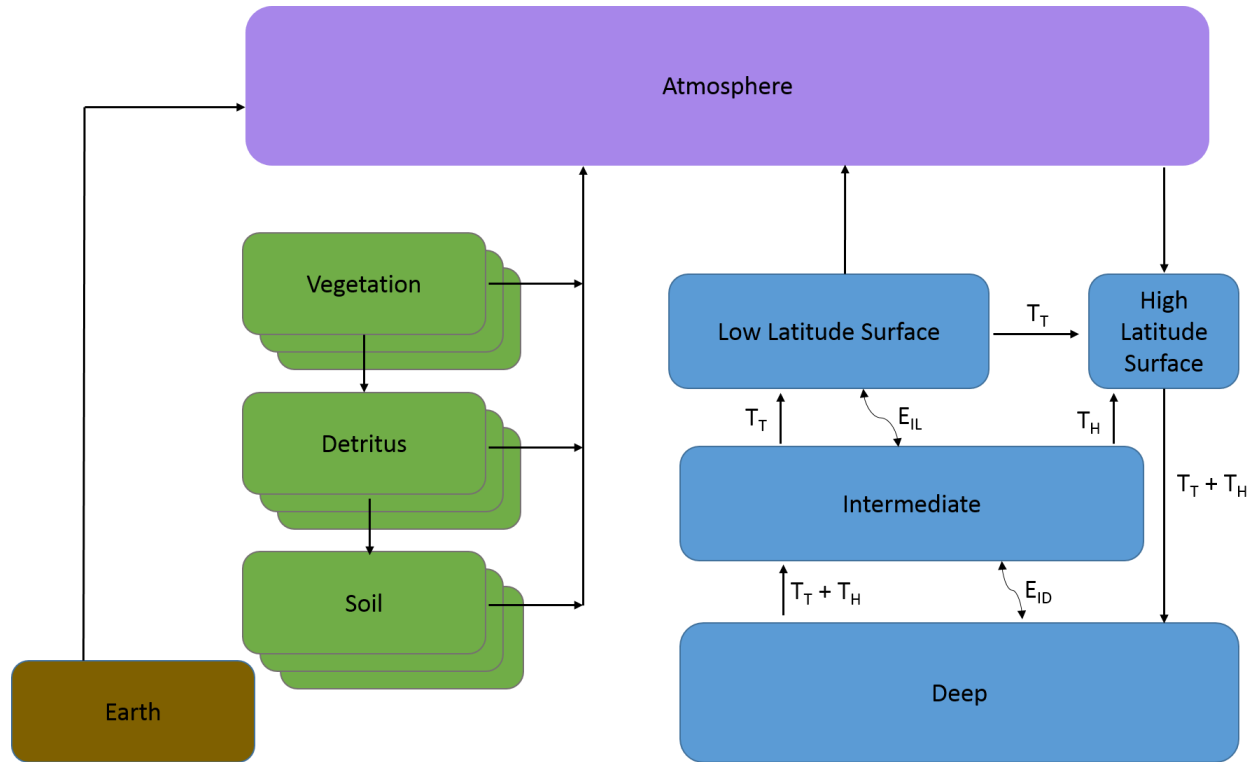 Atmosphere
Vegetation
Detritus
Soil
Earth
Low Latitude Surface
T_T
High
Latitude
Surface
T_T
E_IL
T_H
Intermediate
T_T + T_H
T_T + T_H
E_ID
Deep